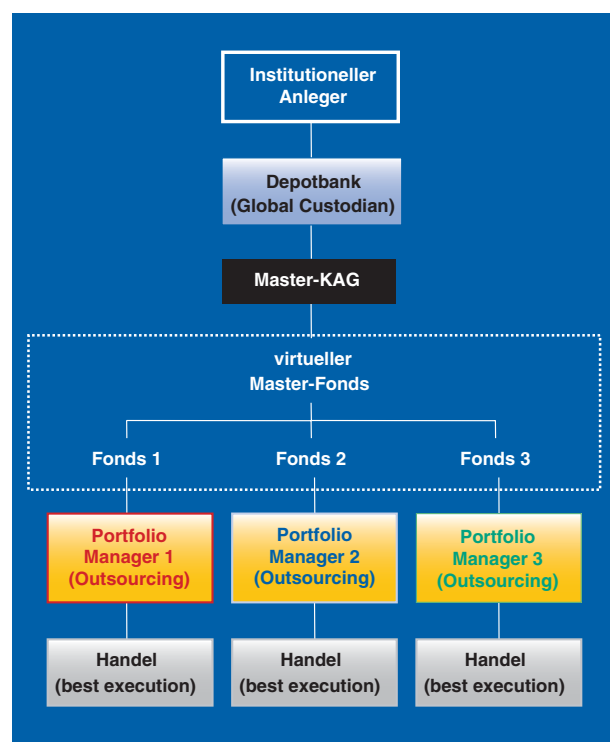 Institutioneller
Anleger
Depotbank
(Global Custodian)
Master-KAG
virtueller
Master-Fonds
Fonds 1
Fonds 2
Fonds 3
Portfolio
Manager 1
(Outsourcing)
Portfolio
Manager 2
(Outsourcing)
Portfolio
Manager 3
(Outsourcing)
Handel
(best execution)
Handel
(best execution)
Handel
(best execution)